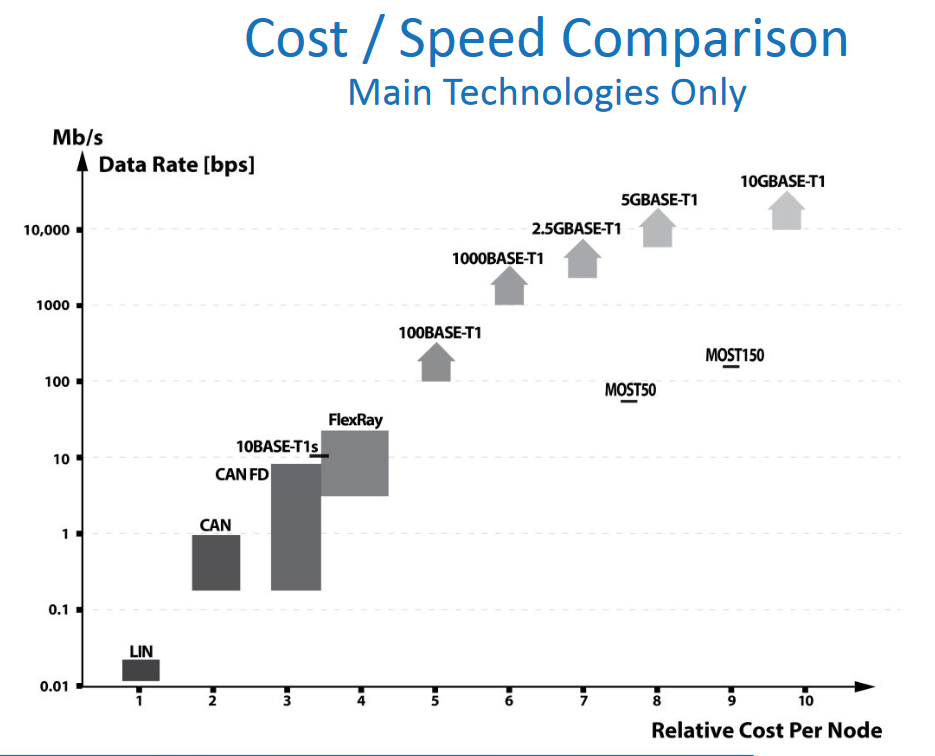 Cost / Speed Comparison
Main Technologies Only
Mb/s
Data Rate [bps]
10GBASE-T1
5GBASE-T1
2.5GBASE-T1
10,000
1000BASE-T1
1000
100BASE-T1
MOST150
100
MOST50
FlexRay
10BASE-T1s
10
CAN FD
CAN
1
0.1
LIN
0.01
1 2 3 4 5 6 7 8 9 10
Relative Cost Per Node